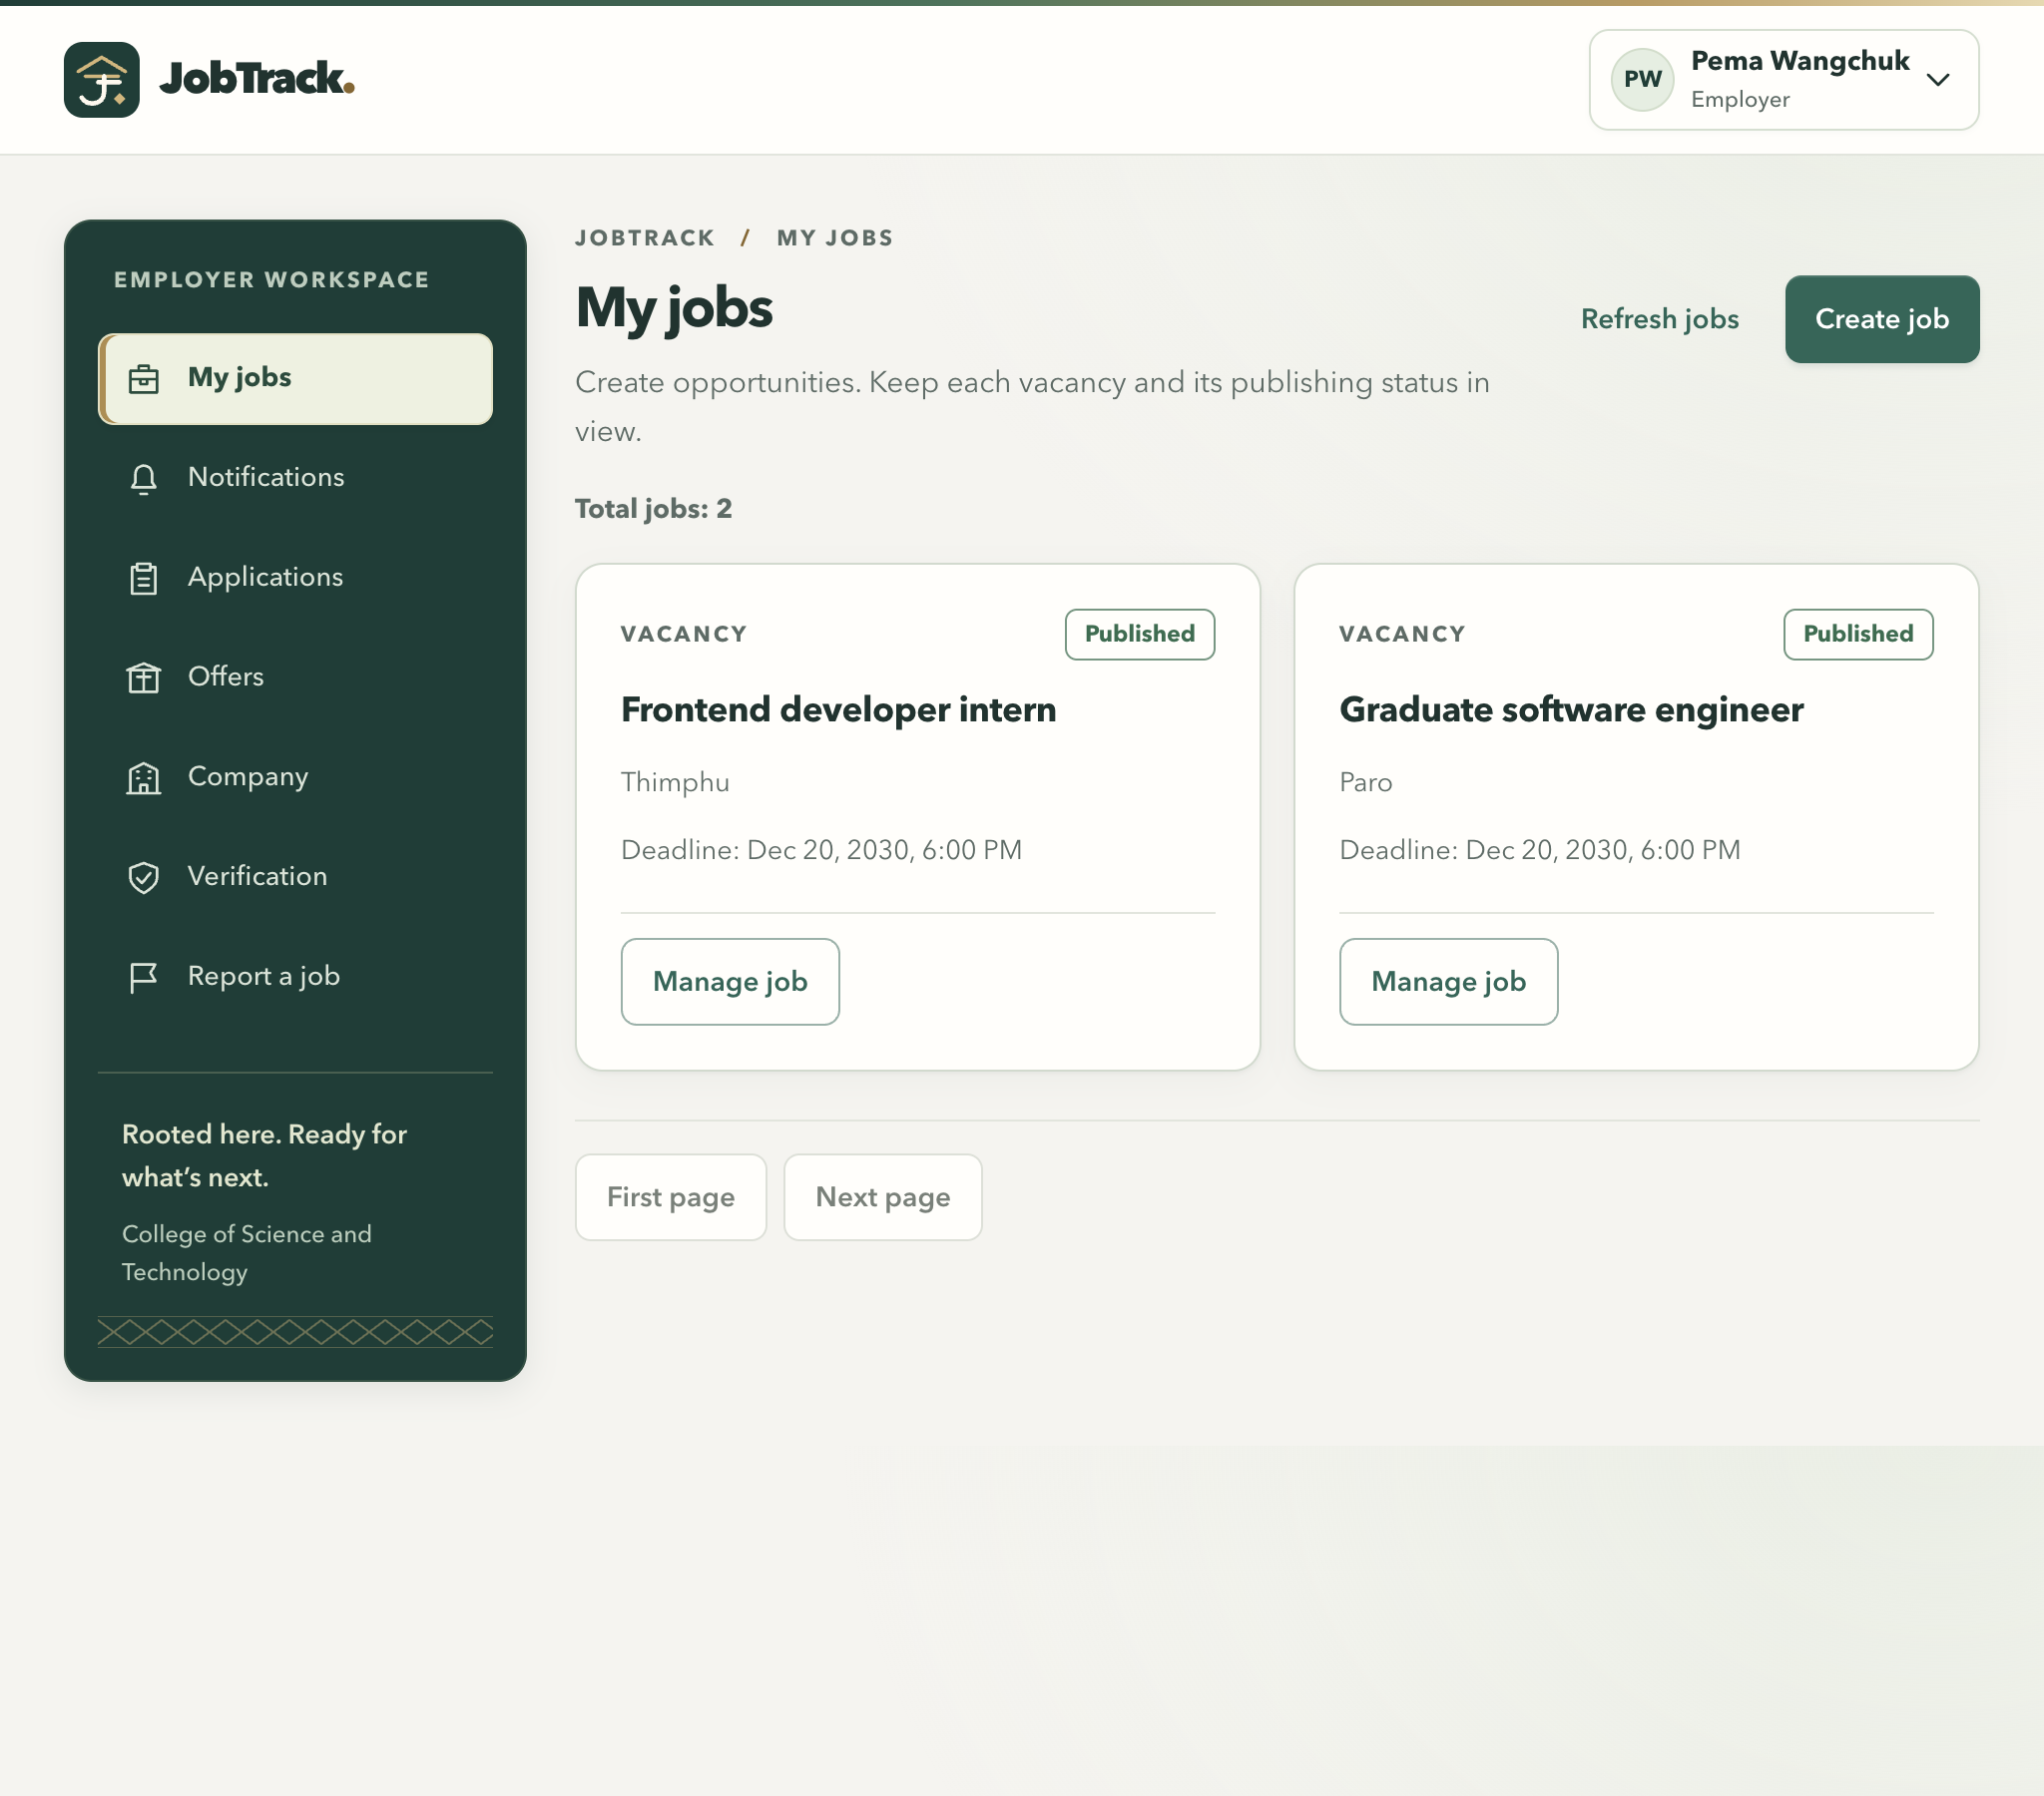 JobTrack.
PW
Pema Wangchuk
Employer
EMPLOYER WORKSPACE
My jobs
Notifications
Applications
Offers
Company
Verification
Report a job
Rooted here. Ready for
what’s next.
College of Science and
Technology
JOBTRACK / MY JOBS
My jobs
Refresh jobs
Create job
Create opportunities. Keep each vacancy and its publishing status in
view.
Total jobs: 2
VACANCY
Published
Frontend developer intern
Thimphu
Deadline: Dec 20, 2030, 6:00 PM
Manage job
VACANCY
Published
Graduate software engineer
Paro
Deadline: Dec 20, 2030, 6:00 PM
Manage job
First page
Next page